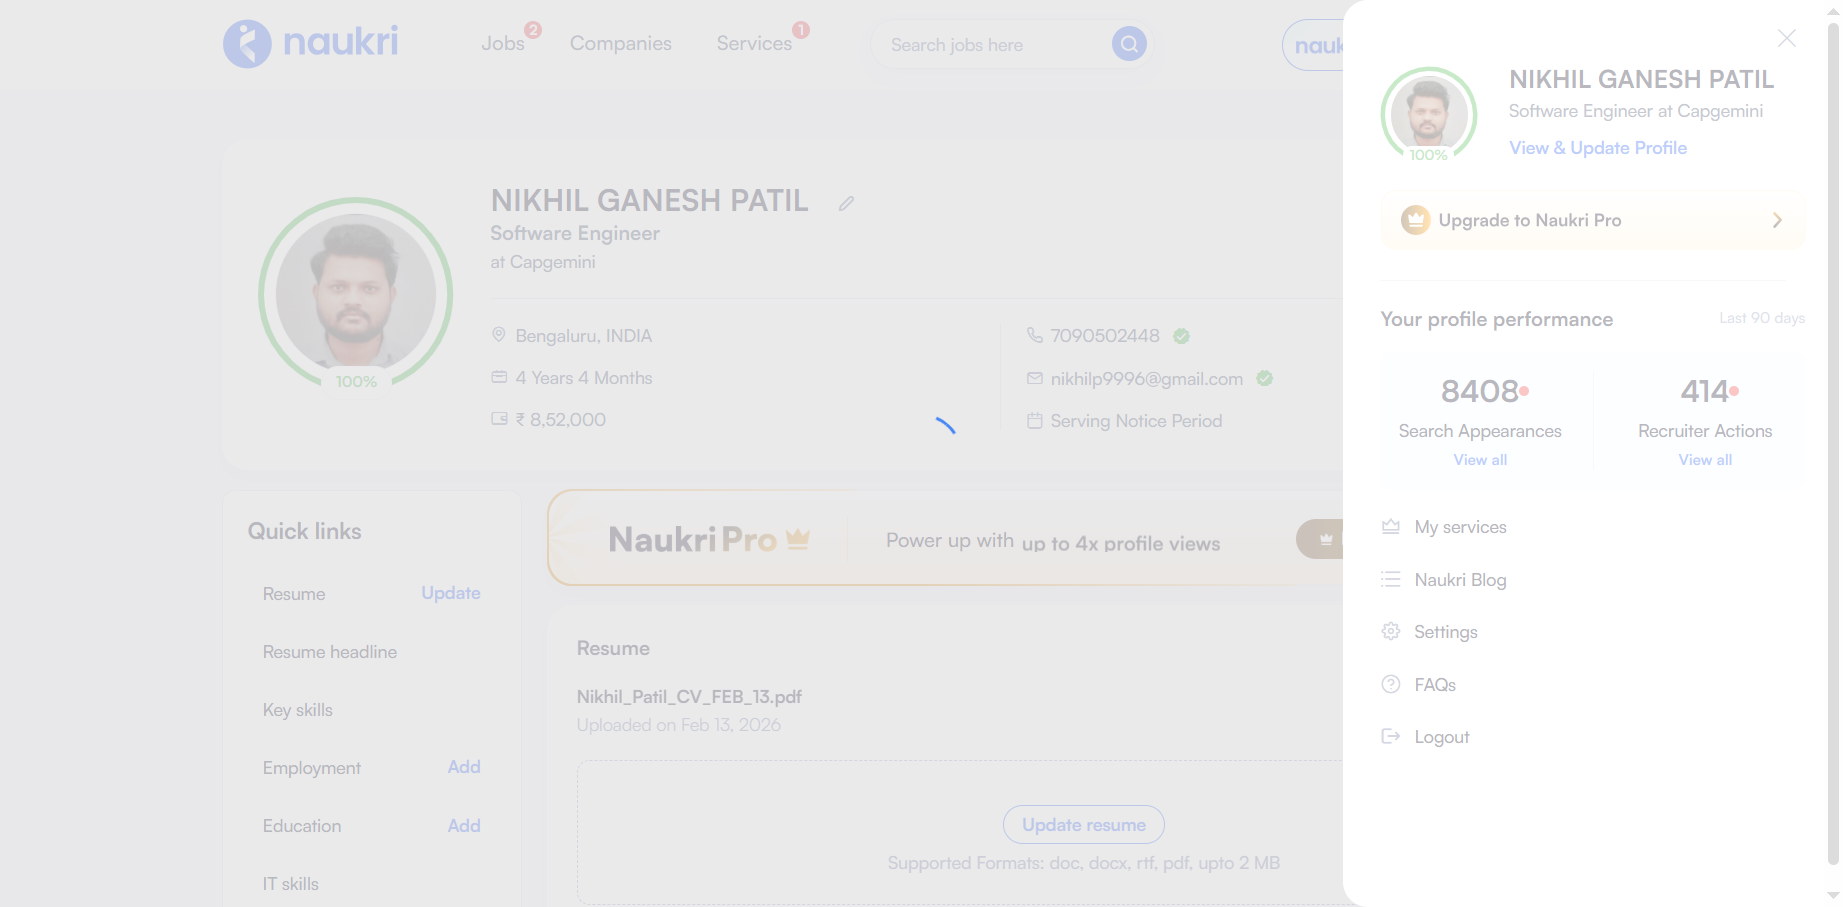 naukri
Jobs 2
Companies
Services 1
Search jobs here
NIKHIL GANESH PATIL
Software Engineer
at Capgemini
100%
Bengaluru, INDIA
4 Years 4 Months
₹ 8,52,000
7090502448
nikhilp9996@gmail.com
Serving Notice Period
Quick links
Resume Update
Resume headline
Key skills
Employment Add
Education Add
IT skills
Naukri Pro
Power up with up to 4x profile views
Resume
Nikhil_Patil_CV_FEB_13.pdf
Uploaded on Feb 13, 2026
Update resume
Supported Formats: doc, docx, rtf, pdf, upto 2 MB
NIKHIL GANESH PATIL
Software Engineer at Capgemini
View & Update Profile
100%
Upgrade to Naukri Pro
Your profile performance Last 90 days
8408 414
Search Appearances Recruiter Actions
View all View all
My services
Naukri Blog
Settings
FAQs
Logout